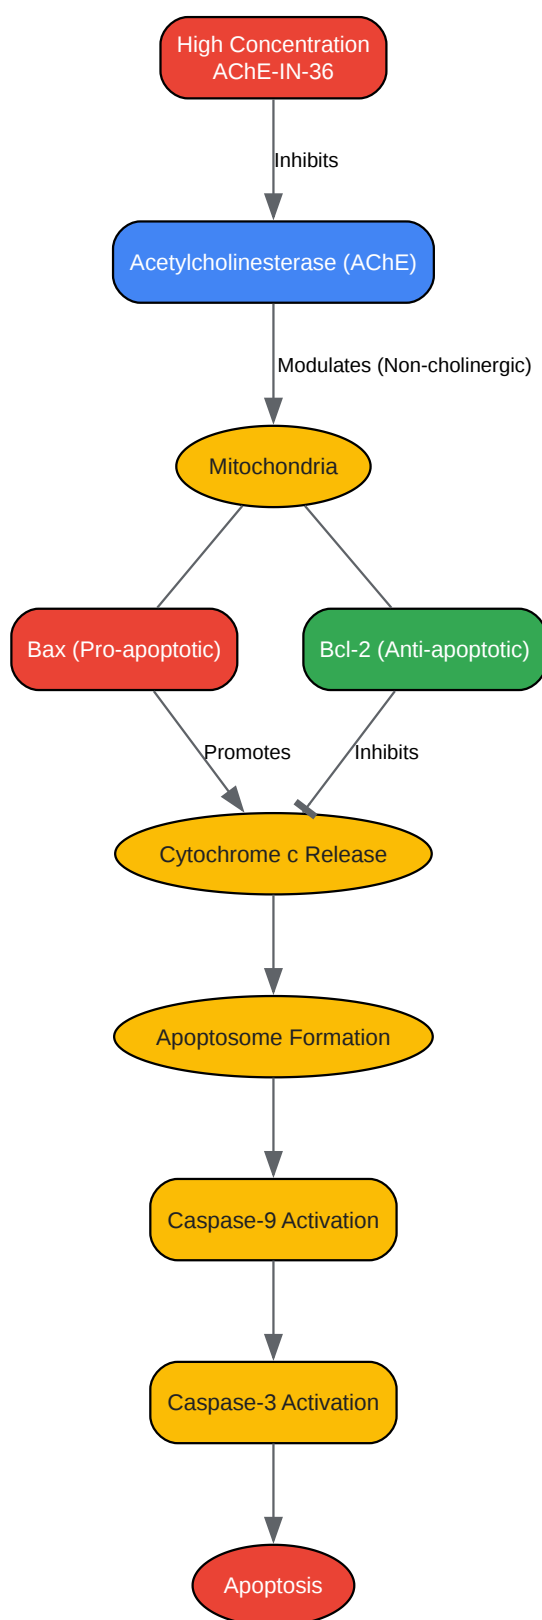 High Concentration
AChE-IN-36
Inhibits
Acetylcholinesterase (AChE)
Modulates (Non-cholinergic)
Mitochondria
Bax (Pro-apoptotic)
Bcl-2 (Anti-apoptotic)
Promotes
Inhibits
Cytochrome c Release
Apoptosome Formation
Caspase-9 Activation
Caspase-3 Activation
Apoptosis